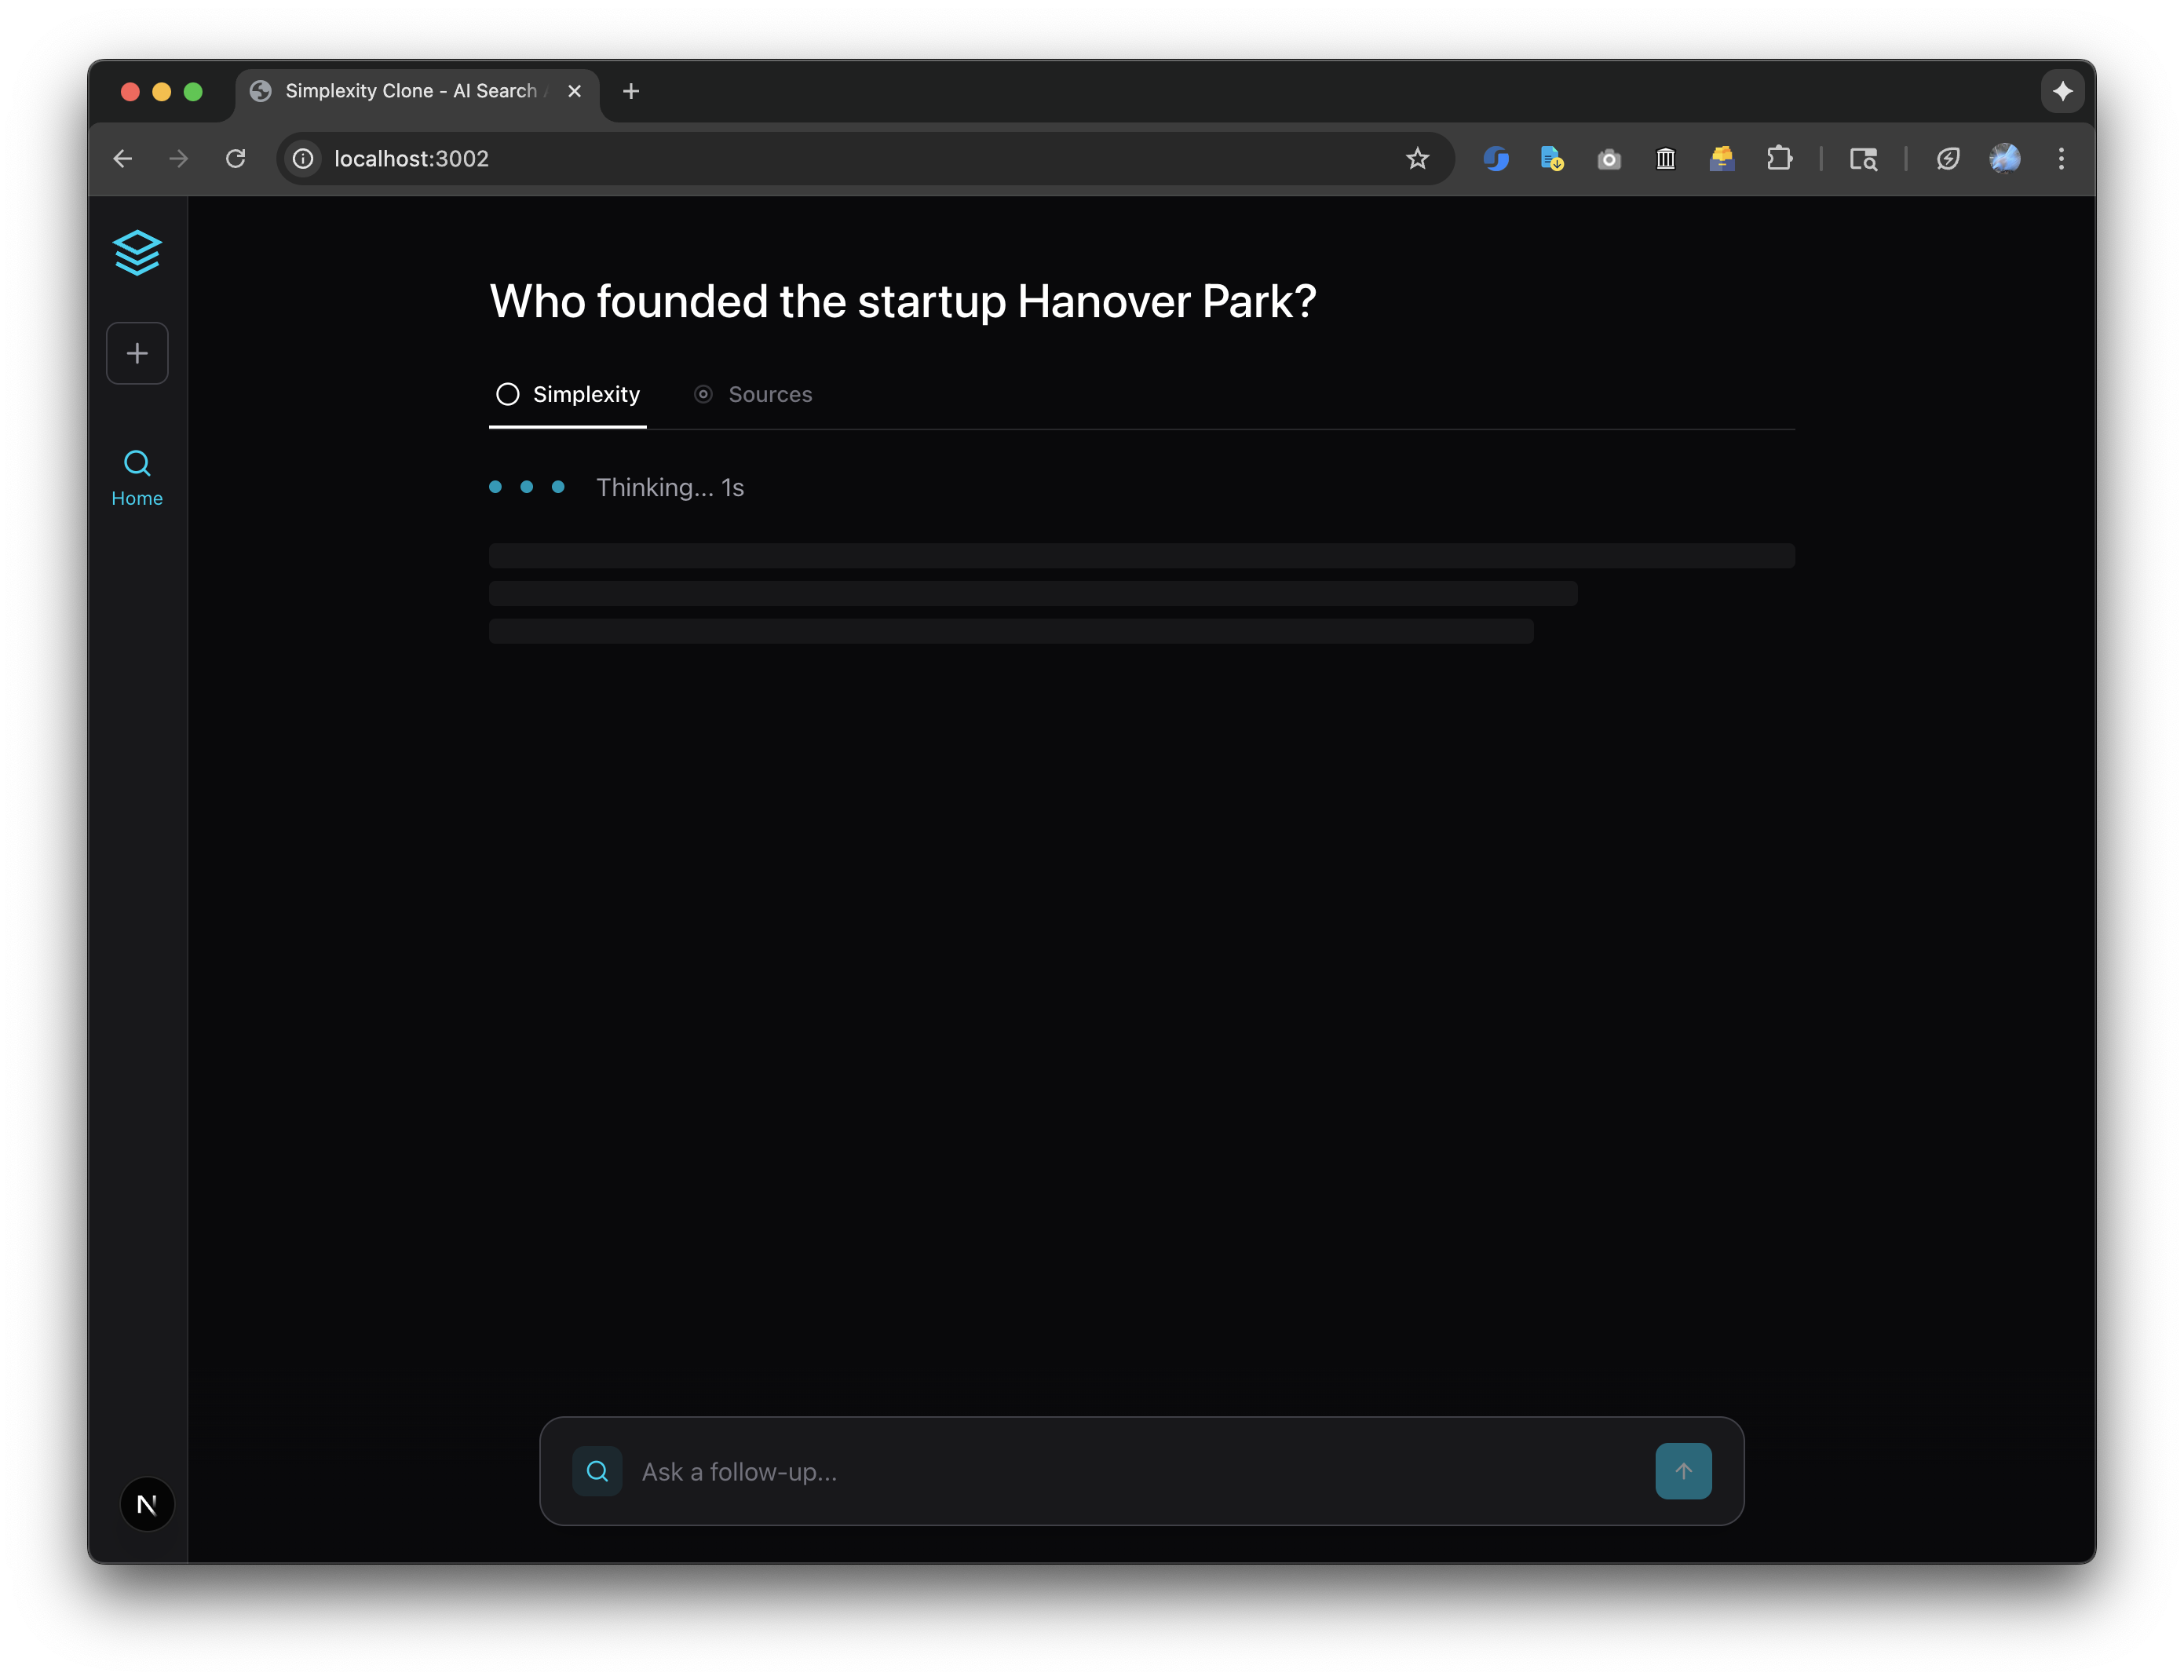 Simplexity Clone - AI Search
localhost:3002
Who founded the startup Hanover Park?
Simplexity
Sources
Thinking... 1s
Home
Ask a follow-up...
N